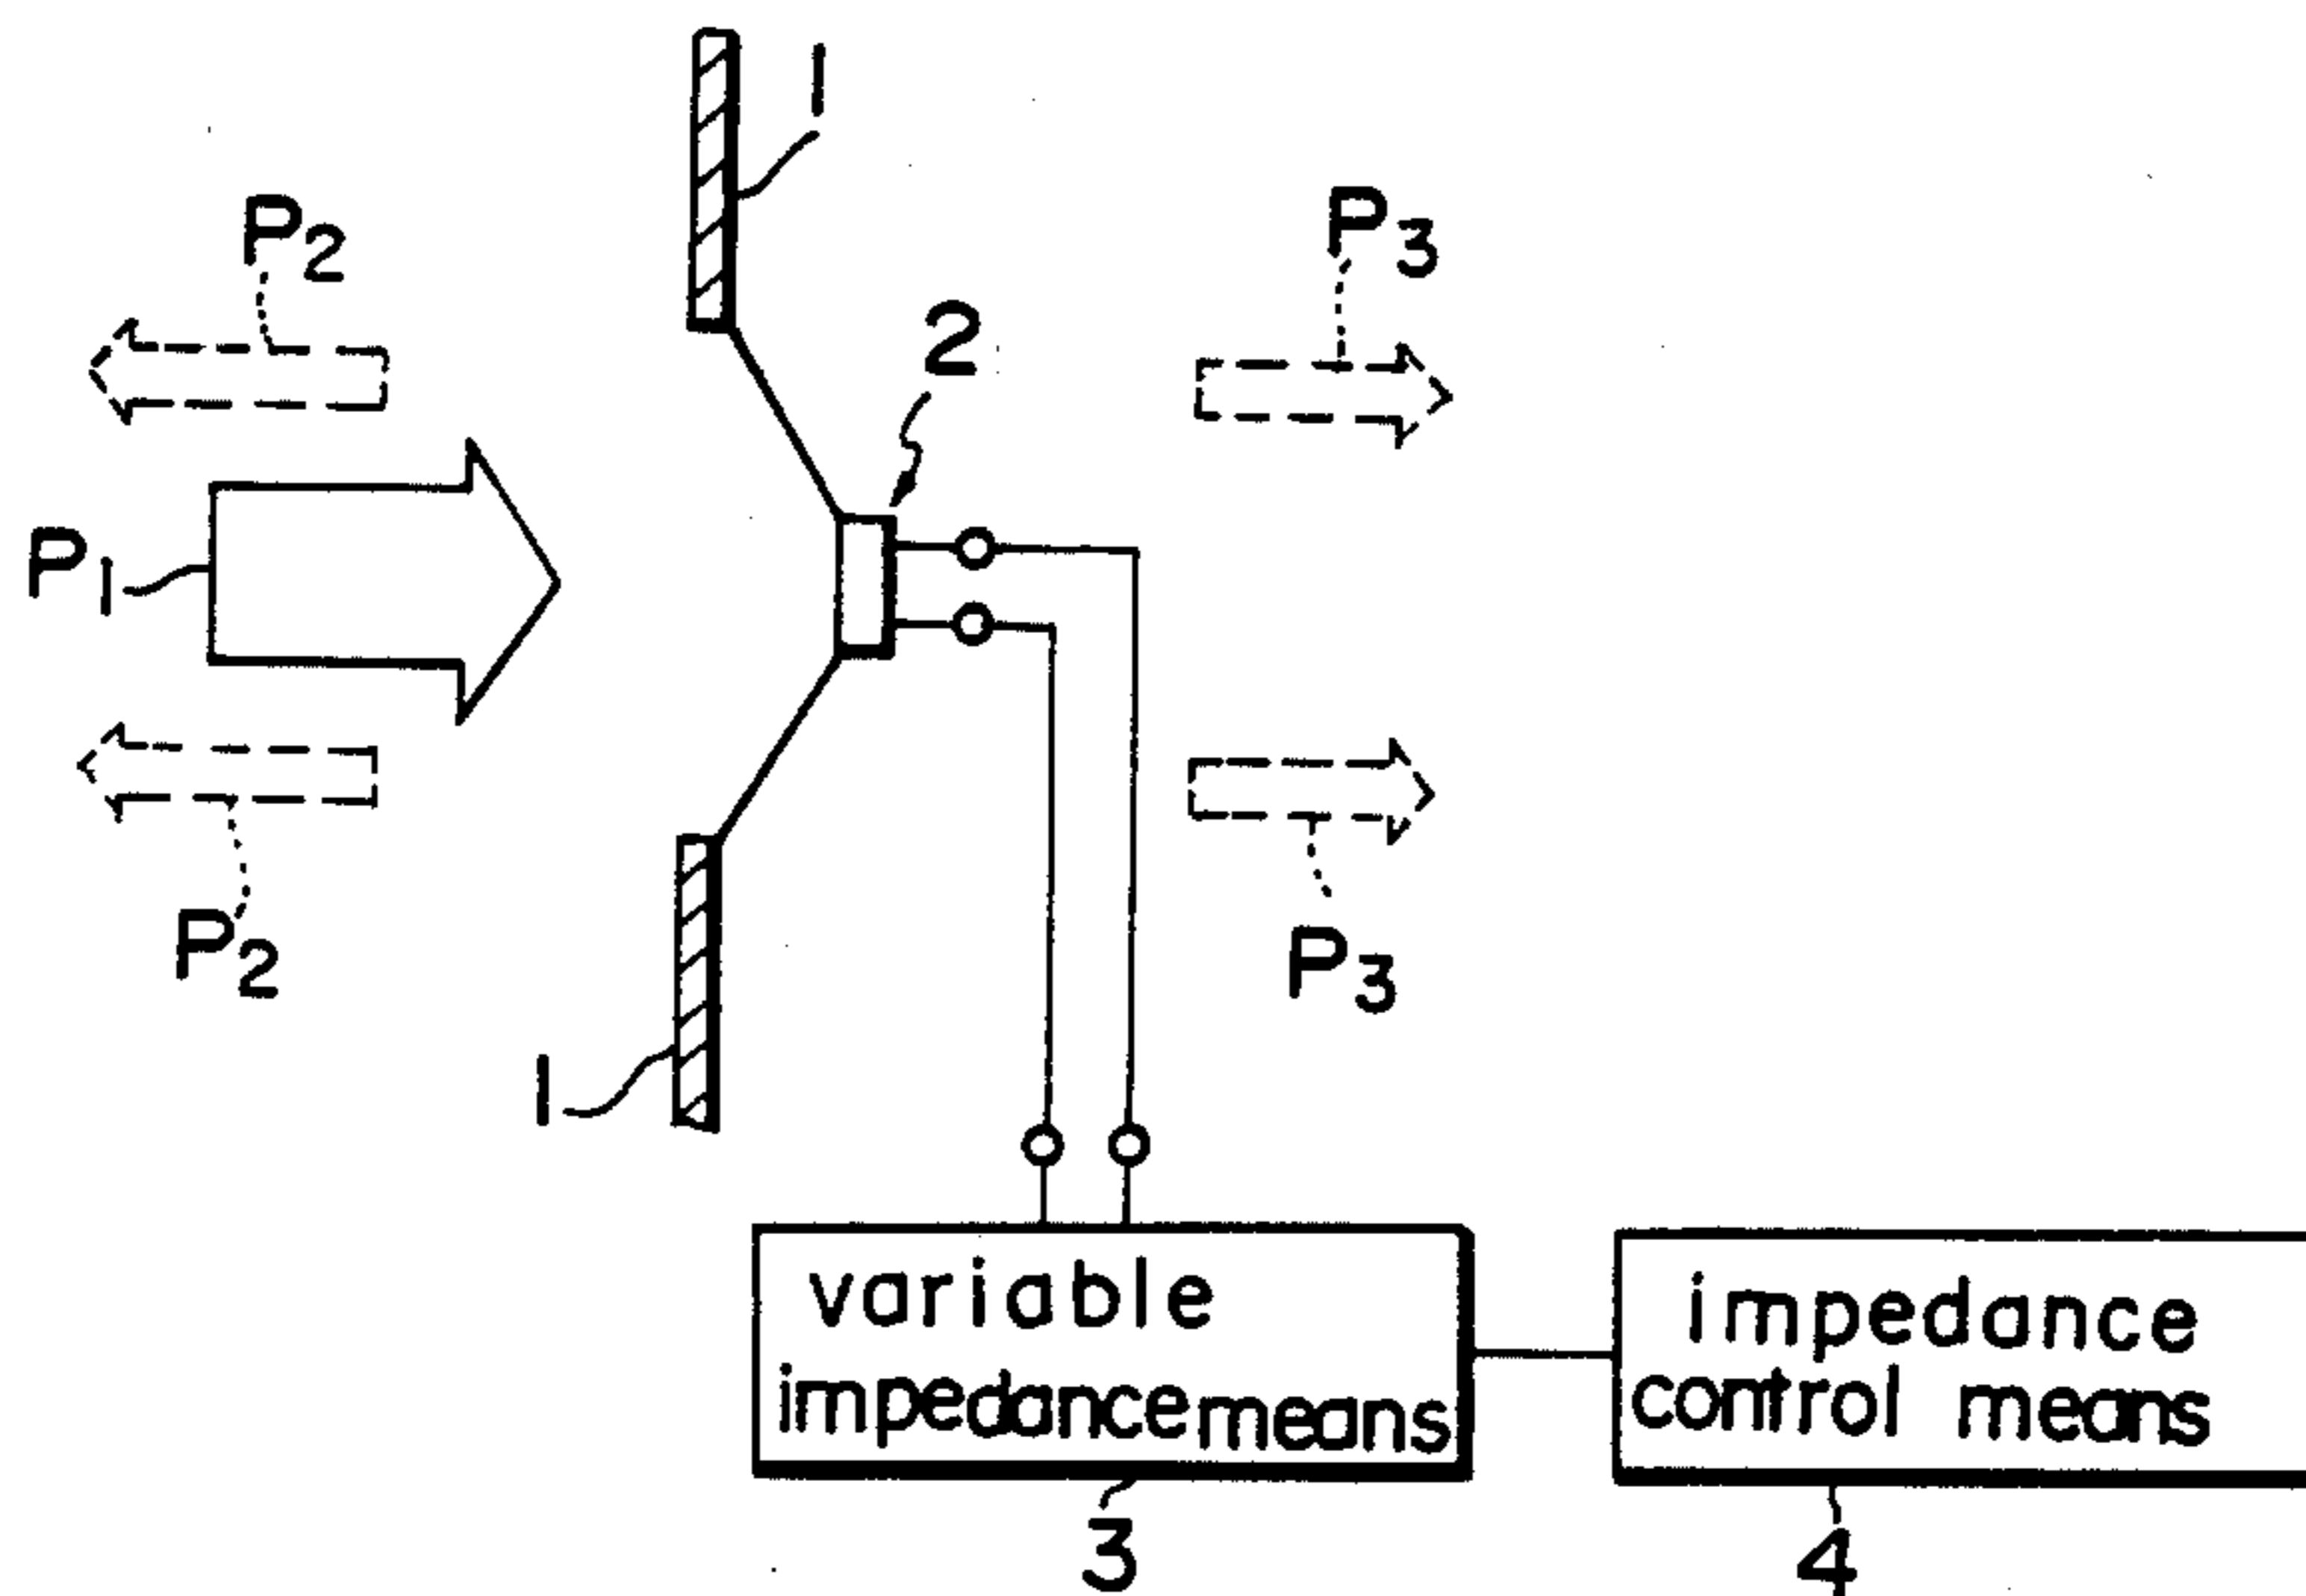 1
P2
P3
2
P1
P2
P3
1
variable
impedance means
impedance
control means
3
4